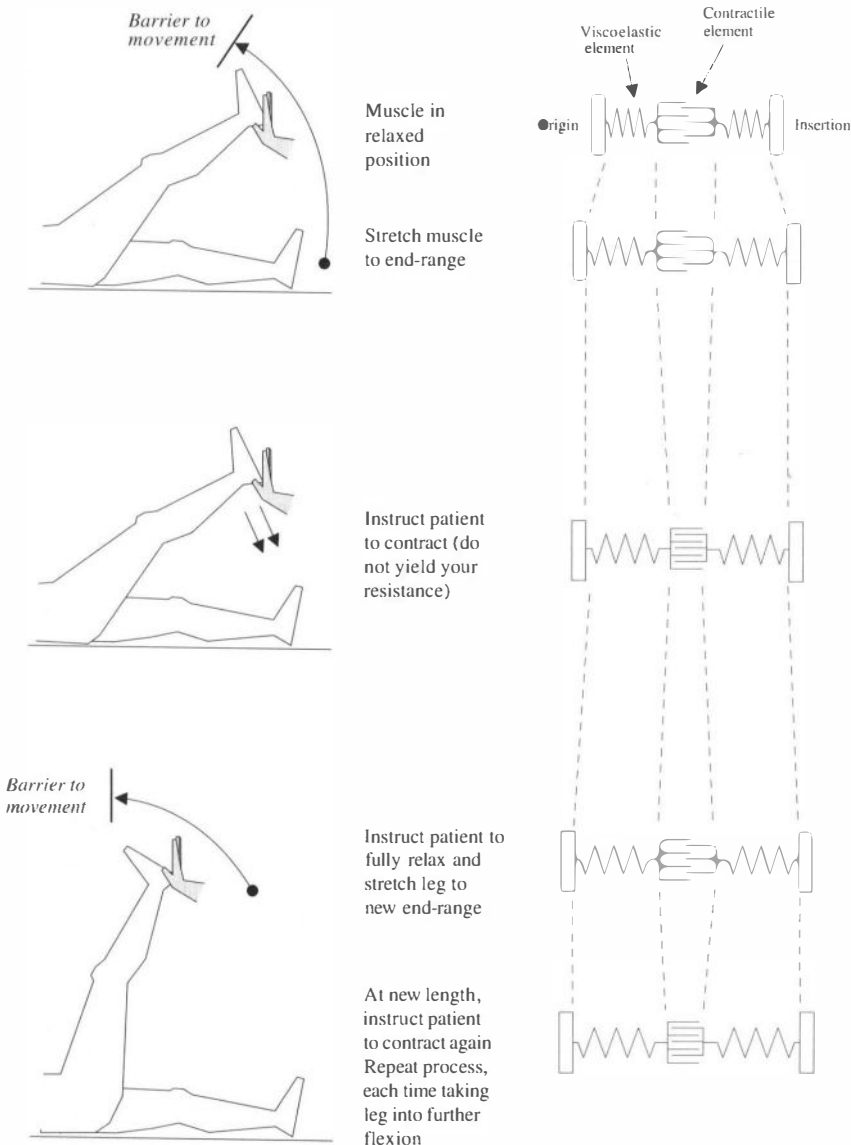 Barrier to
movement
Viscoelastic
element
Contractile
element
Muscle in
relaxed
position
●rigin
Insertion
Stretch muscle
to end-range
Instruct patient
to contract (do
not yield your
resistance)
Barrier to
movement
Instruct patient to
fully relax and
stretch leg to
new end-range
At new length,
instruct patient
to contract again
Repeat process,
each time taking
leg into further
flexion